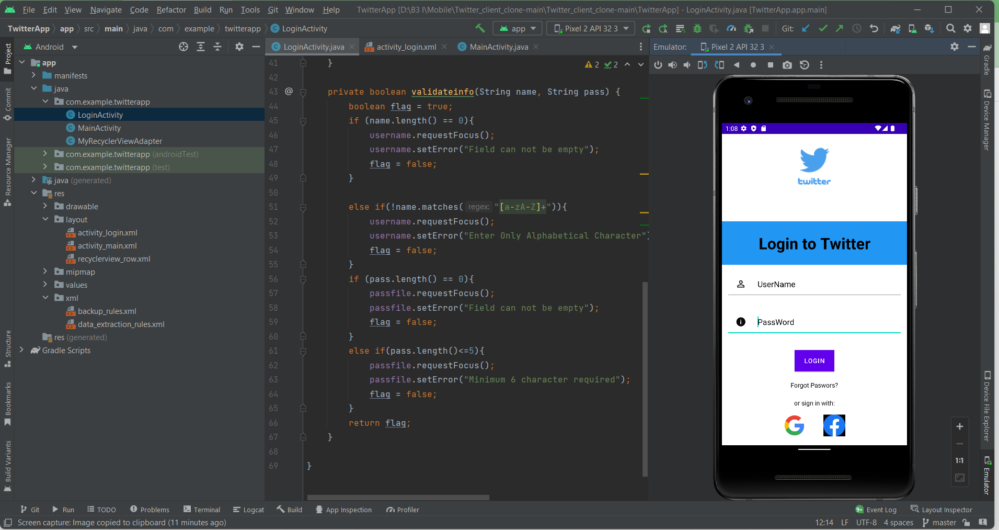 File Edit View Navigate Code Refactor Build Run Tools Git Window Help TwitterApp [D:\B3 I\Mobile\Twitter_client_clone-main\Twitter_client_clone-main\TwitterApp] - LoginActivity.java [TwitterApp.app.main]
TwitterApp app src main java com example twitterapp LoginActivity app Pixel 2 API 32 3 Git:
Project
Commit
Resource Manager
Structure
Bookmarks
Build Variants
Android
app
manifests
java
com.example.twitterapp
LoginActivity
MainActivity
MyRecyclerViewAdapter
com.example.twitterapp (androidTest)
com.example.twitterapp (test)
java (generated)
res
drawable
layout
activity_login.xml
activity_main.xml
recyclerview_row.xml
mipmap
values
xml
backup_rules.xml
data_extraction_rules.xml
res (generated)
Gradle Scripts
LoginActivity.java activity_login.xml MainActivity.java
2 2
41 }
42
43 @ private boolean validateinfo(String name, String pass) {
44 boolean flag = true;
45 if (name.length() == 0){
46 username.requestFocus();
47 username.setError("Field can not be empty");
48 flag = false;
49 }
50
51 else if(!name.matches( regex: "[a-zA-Z]+")){
52 username.requestFocus();
53 username.setError("Enter Only Alphabetical Character")
54 flag = false;
55 }
56 if (pass.length() == 0){
57 passfile.requestFocus();
58 passfile.setError("Field can not be empty");
59 flag = false;
60 }
61 else if(pass.length()<=5){
62 passfile.requestFocus();
63 passfile.setError("Minimum 6 character required");
64 flag = false;
65 }
66 return flag;
67 }
68
69 }
Emulator: Pixel 2 API 32 3
1:08
twitter
Login to Twitter
UserName
PassWord
LOGIN
Forgot Paswors?
or sign in with:
1:1
Gradle
Device Manager
Device File Explorer
Emulator
Git Run TODO Problems Terminal Logcat Build App Inspection Profiler 9+ Event Log Layout Inspector
Screen capture: Image copied to clipboard (11 minutes ago) 12:14 LF UTF-8 4 spaces master